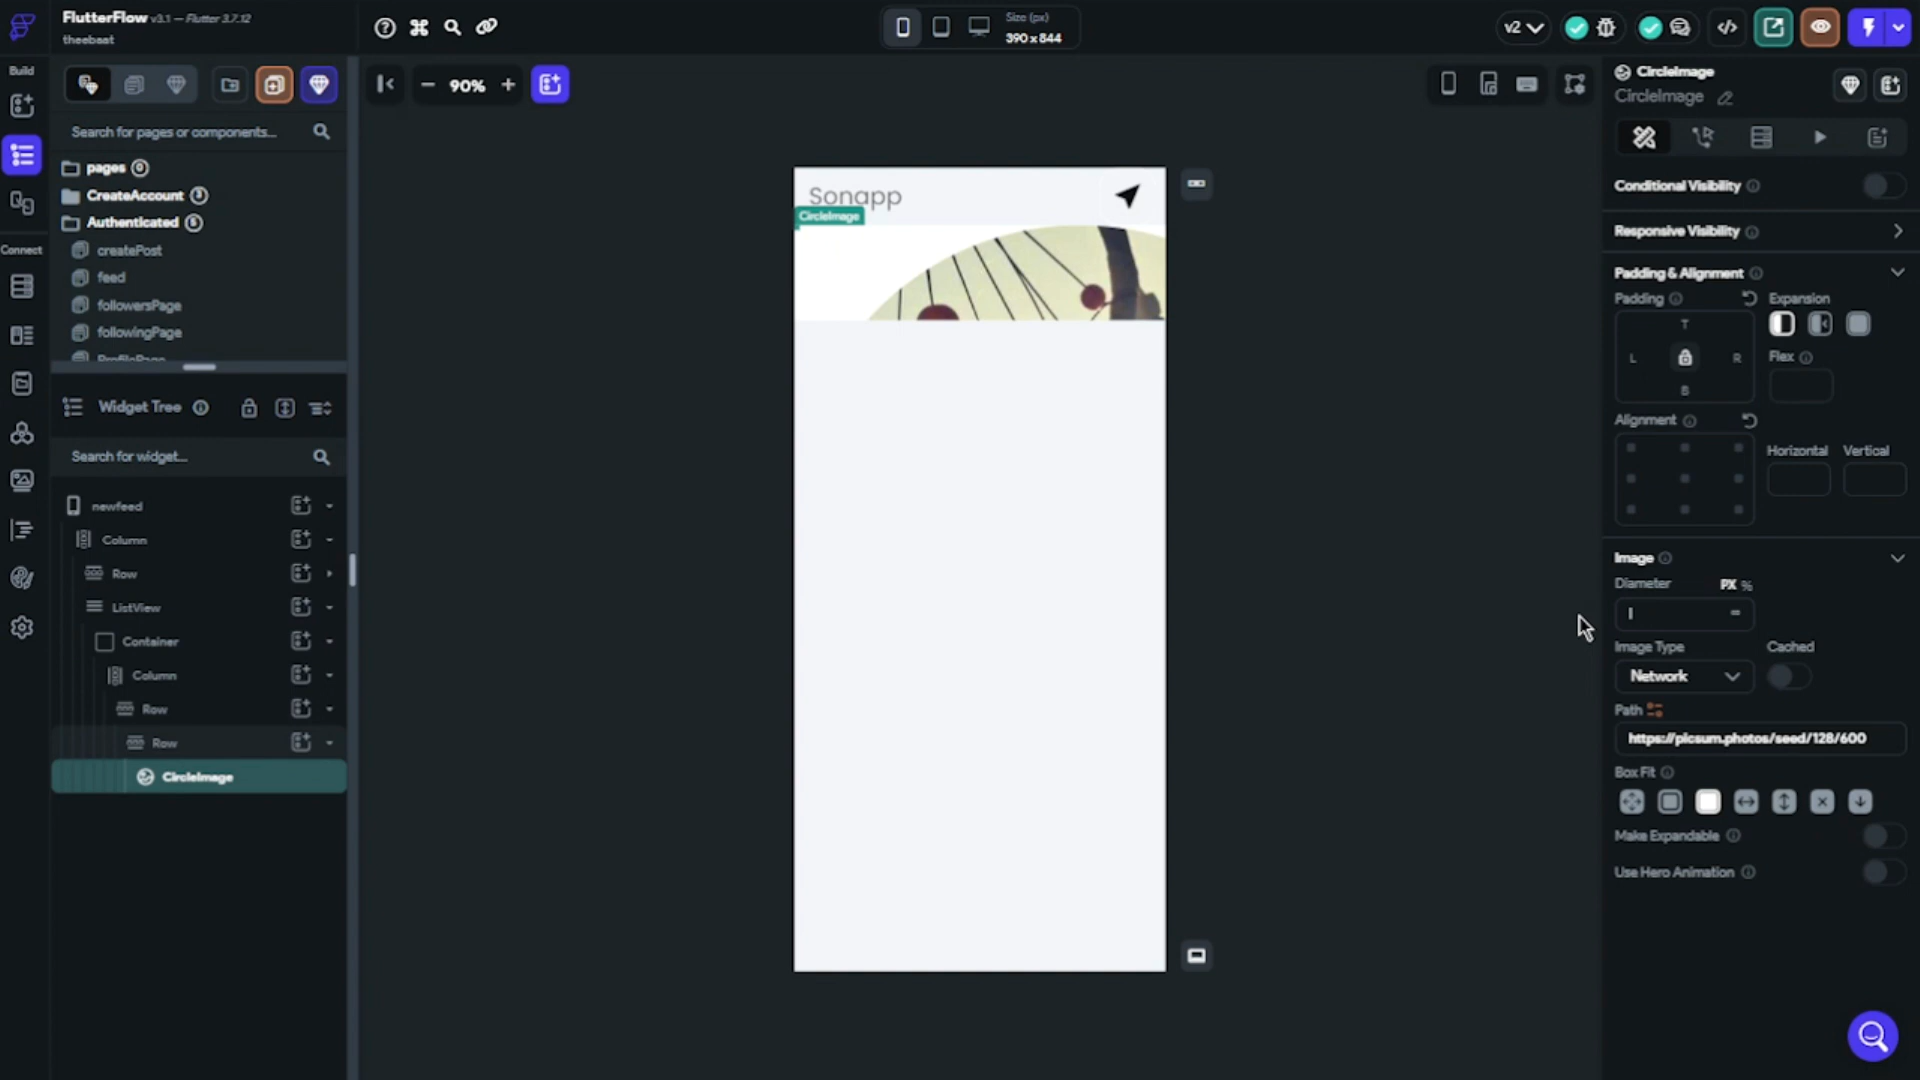 FlutterFlow v3.1 — Flutter 3.7.12
theebaat
Size (px)
390 x 844
v2
Build
Connect
90%
Search for pages or components...
pages 0
CreateAccount 3
Authenticated
createPost
feed
followersPage
followingPage
ProfilePage
Widget Tree
Search for widget...
newfeed
Column
Row
ListView
Container
Column
Row
Row
CircleImage
Sonapp
CircleImage
CircleImage
CircleImage
Conditional Visibility
Responsive Visibility
Padding & Alignment
Padding
Expansion
T
L
R
B
Flex
Alignment
Horizontal
Vertical
Image
Diameter
PX %
Image Type
Cached
Network
Path
https://picsum.photos/seed/128/600
Box Fit
Make Expandable
Use Hero Animation